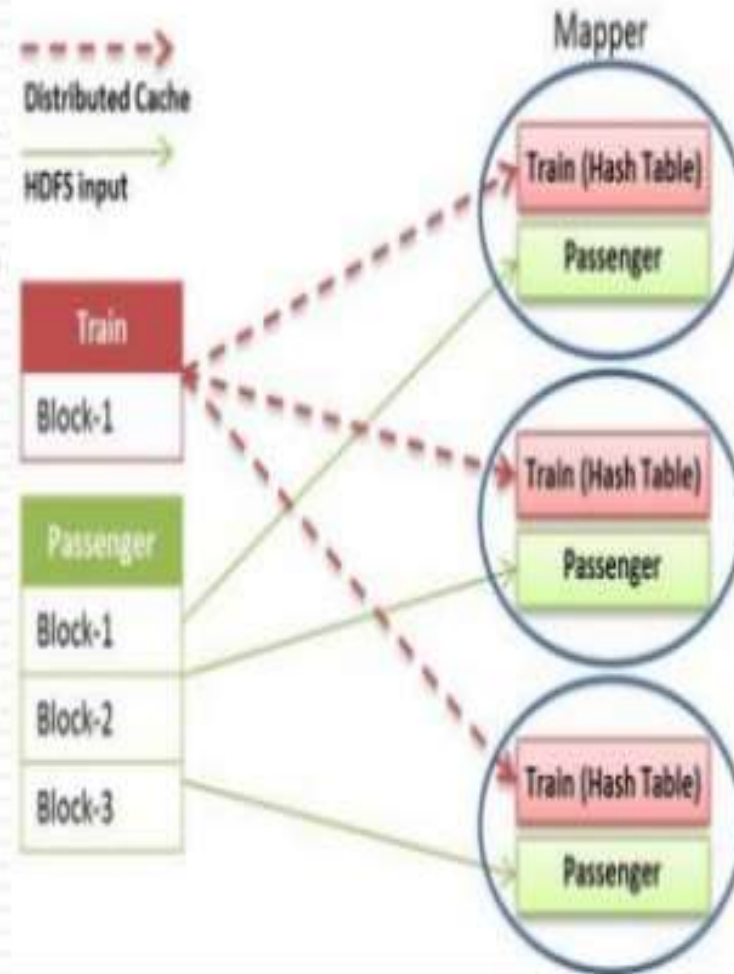 Distributed Cache
HDFS input
Train
Block-1
Passenger
Block-1
Block-2
Block-3
Mapper
Train (Hash Table)
Passenger
Train (Hash Table)
Passenger
Train (Hash Table)
Passenger